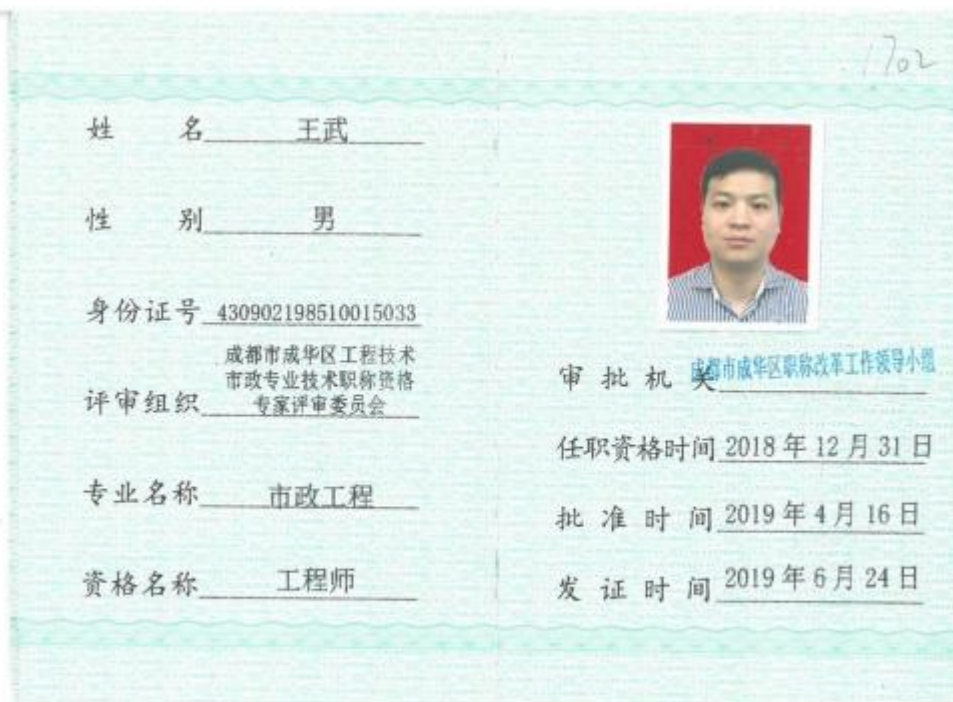 1702
姓 名 王武
性 别 男
身份证号 430902198510015033
评审组织 成都市成华区工程技术
市政专业技术职称资格
专家评审委员会
专业名称 市政工程
资格名称 工程师
审批机关 成都市成华区职称改革工作领导小组
任职资格时间 2018年12月31日
批准时间 2019年4月16日
发证时间 2019年6月24日